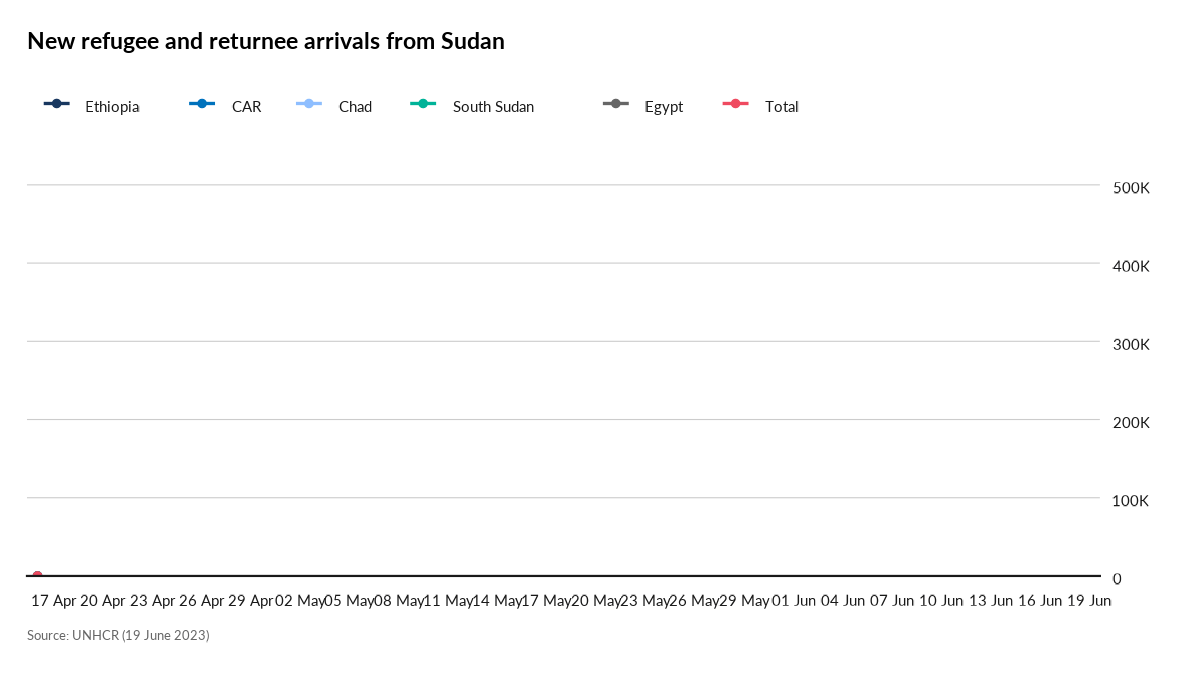 New refugee and returnee arrivals from Sudan
Ethiopia CAR Chad South Sudan Egypt Total
500K
400K
300K
200K
100K
0
17 Apr 20 Apr 23 Apr 26 Apr 29 Apr 02 May 05 May 08 May 11 May 14 May 17 May 20 May 23 May 26 May 29 May 01 Jun 04 Jun 07 Jun 10 Jun 13 Jun 16 Jun 19 Jun
Source: UNHCR (19 June 2023)